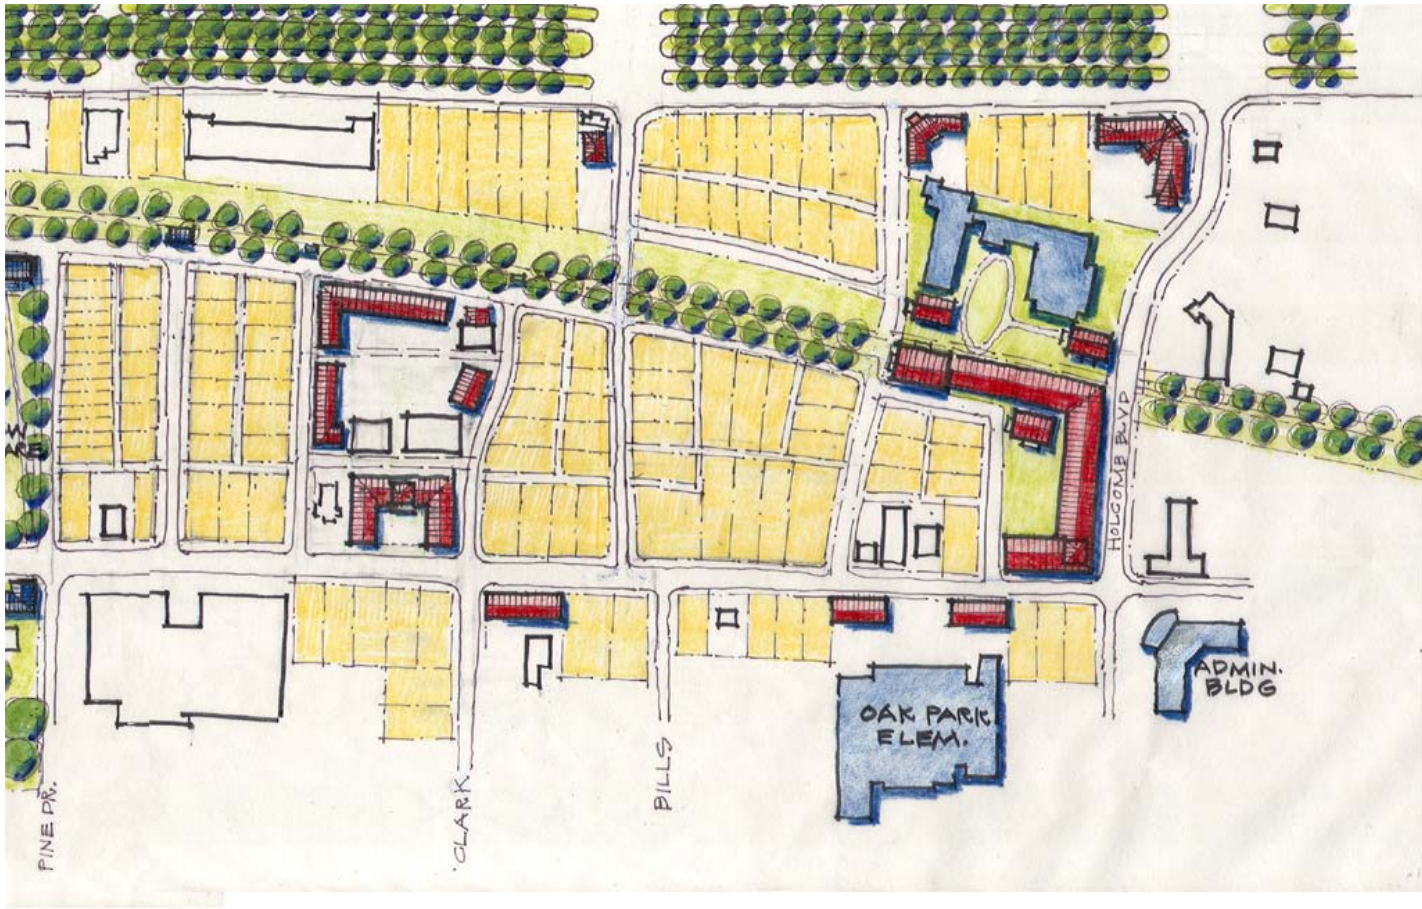 HOLCOMB BLVD
ADMIN.
BLDG
OAK PARK
ELEM.
PINE DR.
CLARK
BILLS